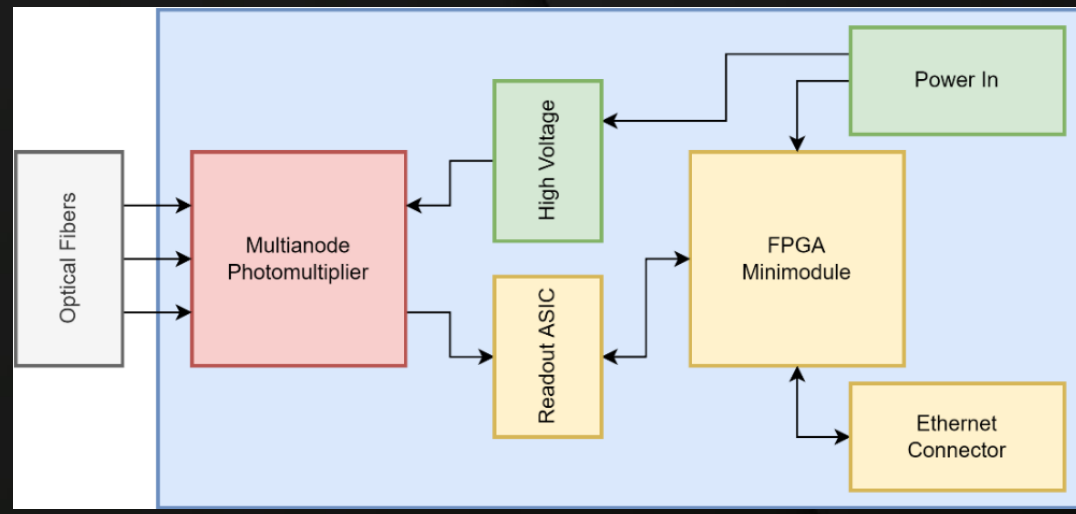 Optical Fibers
Multianode
Photomultiplier
High Voltage
Readout ASIC
Power In
FPGA
Minimodule
Ethernet
Connector